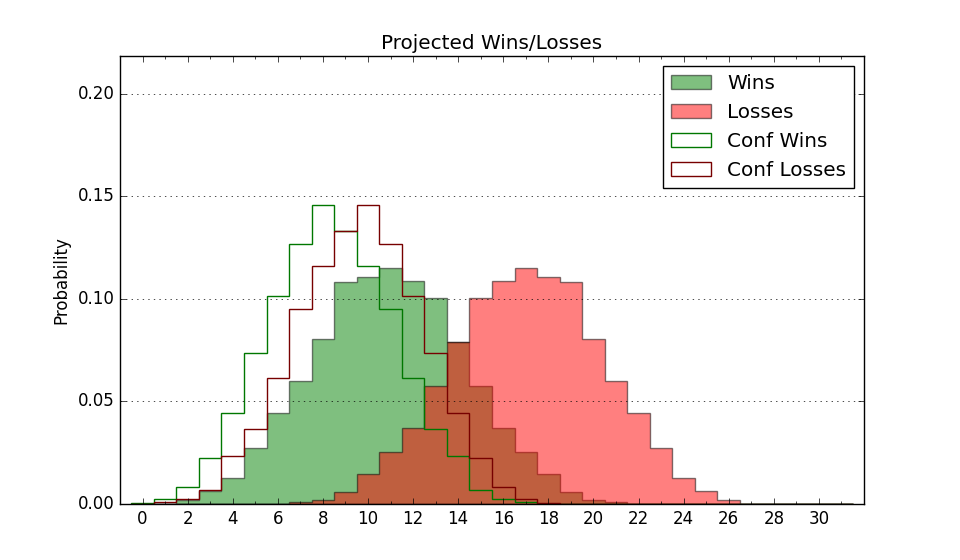 Projected Wins/Losses
Wins
Losses
Conf Wins
Conf Losses
Probability
0.20
0.15
0.10
0.05
0.00
0 2 4 6 8 10 12 14 16 18 20 22 24 26 28 30